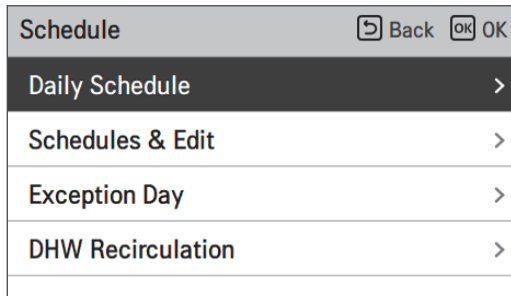 Schedule Back OK OK
Daily Schedule >
Schedules & Edit >
Exception Day >
DHW Recirculation >